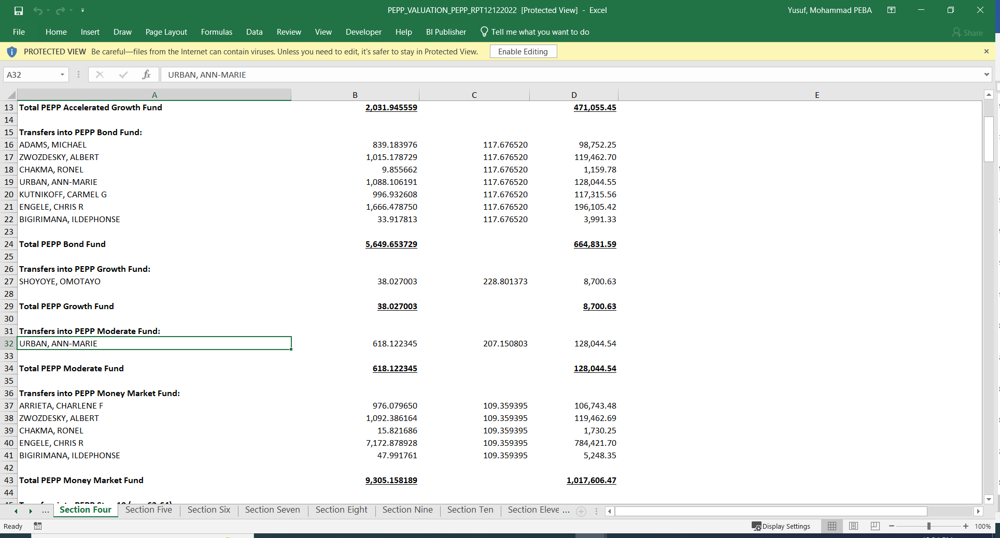 PEPP_VALUATION_PEPP_RPT12122022 [Protected View] - Excel
Yusuf, Mohammad PEBA
File Home Insert Draw Page Layout Formulas Data Review View Developer Help BI Publisher Tell me what you want to do Share
PROTECTED VIEW Be careful—files from the Internet can contain viruses. Unless you need to edit, it's safer to stay in Protected View. Enable Editing
A32 fx URBAN, ANN-MARIE
A B C D E
13 Total PEPP Accelerated Growth Fund 2,031.945559 471,055.45
14
15 Transfers into PEPP Bond Fund:
16 ADAMS, MICHAEL 839.183976 117.676520 98,752.25
17 ZWOZDESKY, ALBERT 1,015.178729 117.676520 119,462.70
18 CHAKMA, RONEL 9.855662 117.676520 1,159.78
19 URBAN, ANN-MARIE 1,088.106191 117.676520 128,044.55
20 KUTNIKOFF, CARMEL G 996.932608 117.676520 117,315.56
21 ENGELE, CHRIS R 1,666.478750 117.676520 196,105.42
22 BIGIRIMANA, ILDEPHONSE 33.917813 117.676520 3,991.33
23
24 Total PEPP Bond Fund 5,649.653729 664,831.59
25
26 Transfers into PEPP Growth Fund:
27 SHOYOYE, OMOTAYO 38.027003 228.801373 8,700.63
28
29 Total PEPP Growth Fund 38.027003 8,700.63
30
31 Transfers into PEPP Moderate Fund:
32 URBAN, ANN-MARIE 618.122345 207.150803 128,044.54
33
34 Total PEPP Moderate Fund 618.122345 128,044.54
35
36 Transfers into PEPP Money Market Fund:
37 ARRIETA, CHARLENE F 976.079650 109.359395 106,743.48
38 ZWOZDESKY, ALBERT 1,092.386164 109.359395 119,462.69
39 CHAKMA, RONEL 15.821686 109.359395 1,730.25
40 ENGELE, CHRIS R 7,172.878928 109.359395 784,421.70
41 BIGIRIMANA, ILDEPHONSE 47.991761 109.359395 5,248.35
42
43 Total PEPP Money Market Fund 9,305.158189 1,017,606.47
44
... Section Four Section Five Section Six Section Seven Section Eight Section Nine Section Ten Section Eleve ...
Ready Display Settings 100%